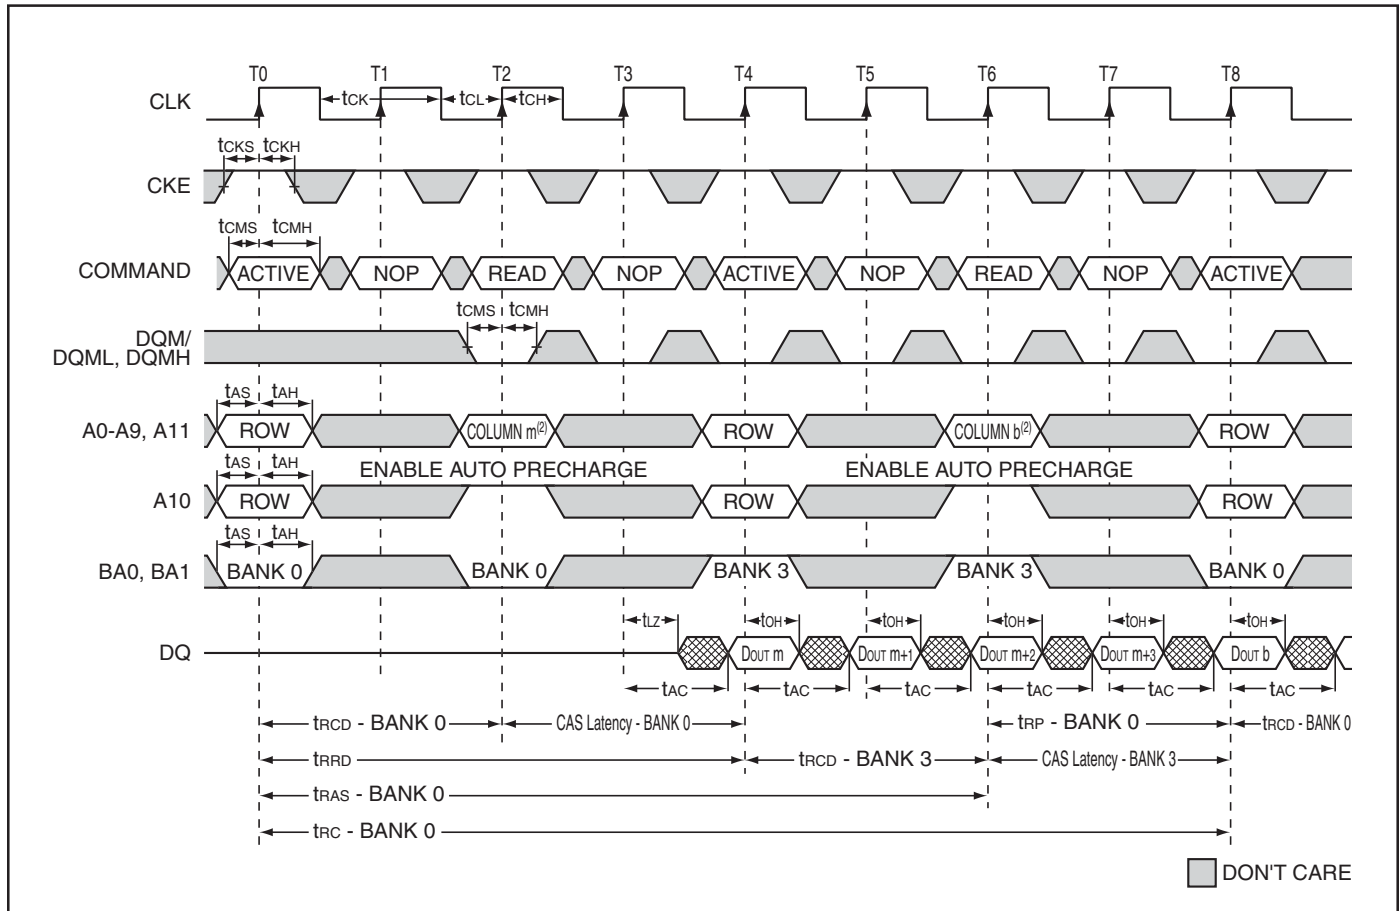 T0 T1 T2 T3 T4 T5 T6 T7 T8
CLK
tCK tCL tCH
tCKS tCKH
CKE
tCMS tCMH
COMMAND ACTIVE NOP READ NOP ACTIVE NOP READ NOP ACTIVE
tCMS tCMH
DQM/
DQML, DQMH
tAS tAH
A0-A9, A11 ROW COLUMN m(2) ROW COLUMN b(2) ROW
tAS tAH ENABLE AUTO PRECHARGE ENABLE AUTO PRECHARGE
A10 ROW ROW ROW
tAS tAH
BA0, BA1 BANK 0 BANK 0 BANK 3 BANK 3 BANK 0
tLZ tOH tOH tOH tOH tOH
DQ DOUT m DOUT m+1 DOUT m+2 DOUT m+3 DOUT b
tAC tAC tAC tAC tAC tAC
tRCD - BANK 0 CAS Latency - BANK 0 tRP - BANK 0 tRCD - BANK 0
tRRD tRCD - BANK 3 CAS Latency - BANK 3
tRAS - BANK 0
tRC - BANK 0
DON'T CARE